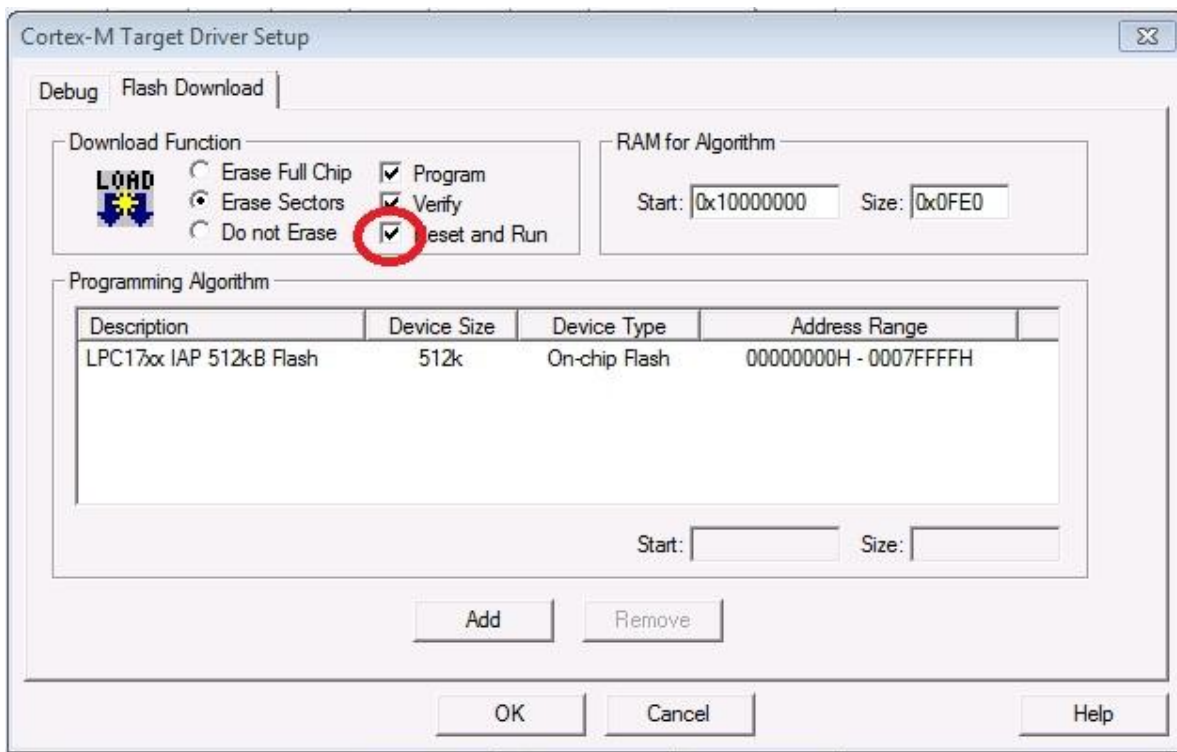 Cortex-M Target Driver Setup
Debug Flash Download
Download Function
LOAD
Erase Full Chip
Erase Sectors
Do not Erase
Program
Verify
Reset and Run
RAM for Algorithm
Start: 0x10000000 Size: 0x0FE0
Programming Algorithm
Description Device Size Device Type Address Range
LPC17xx IAP 512kB Flash 512k On-chip Flash 00000000H - 0007FFFFH
Start: Size:
Add Remove
OK Cancel Help